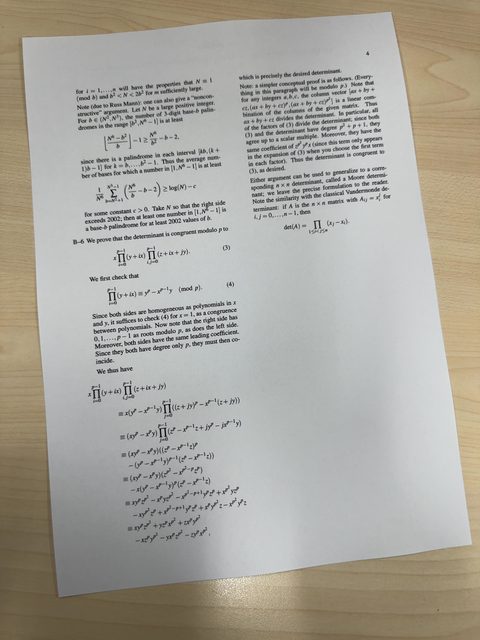 4
for i = 1, . . . , n will have the properties that N ≡ 1
(mod b) and b² < N < 2b² for n sufficiently large.
Note (due to Russ Mann): one can also give a "noncon-
structive" argument. Let N be a large positive integer.
For b ∈ (N², N³), the number of 3-digit base-b palin-
dromes in the range [b², N⁶ − 1] is at least
⌊(N⁶ − b²)/b⌋ − 1 ≥ N⁶/b − b − 2,
since there is a palindrome in each interval [kb, (k +
1)b − 1] for k = b, . . . , b² − 1. Thus the average num-
ber of bases for which a number in [1, N⁶ − 1] is at least
1/N⁶ ∑_{b=N²+1}^{N³−1} (N⁶/b − b − 2) ≥ log(N) − c
for some constant c > 0. Take N so that the right side
exceeds 2002; then at least one number in [1, N⁶ − 1] is
a base-b palindrome for at least 2002 values of b.
B–6 We prove that the determinant is congruent modulo p to
x ∏_{i=0}^{p−1} (y + ix) ∏_{i,j=0}^{p−1} (z + ix + jy). (3)
We first check that
∏_{i=0}^{p−1} (y + ix) ≡ y^p − x^{p−1}y (mod p). (4)
Since both sides are homogeneous as polynomials in x
and y, it suffices to check (4) for x = 1, as a congruence
between polynomials. Now note that the right side has
0, 1, . . . , p − 1 as roots modulo p, as does the left side.
Moreover, both sides have the same leading coefficient.
Since they both have degree only p, they must then co-
incide.
We thus have
x ∏_{i=0}^{p−1} (y + ix) ∏_{i,j=0}^{p−1} (z + ix + jy)
≡ x(y^p − x^{p−1}y) ∏_{j=0}^{p−1} ((z + jy)^p − x^{p−1}(z + jy))
≡ (xy^p − x^p y) ∏_{j=0}^{p−1} (z^p − x^{p−1}z + jy^p − jx^{p−1}y)
≡ (xy^p − x^p y)((z^p − x^{p−1}z)^p
− (y^p − x^{p−1}y)^{p−1}(z^p − x^{p−1}z))
≡ (xy^p − x^p y)(z^{p²} − x^{p²−p}z^p)
− x(y^p − x^{p−1}y)^p(z^p − x^{p−1}z)
≡ xy^p z^{p²} − x^p yz^{p²} − x^{p²−p+1}y^p z^p + x^{p²}yz^p
− xy^{p²}z^p + x^{p²−p+1}y^p z^p + x^p y^{p²}z − x^{p²}y^p z
≡ xy^p z^{p²} + yz^p x^{p²} + zx^p y^{p²}
− xz^p y^{p²} − yx^p z^{p²} − zy^p x^{p²},
which is precisely the desired determinant.
Note: a simpler conceptual proof is as follows. (Every-
thing in this paragraph will be modulo p.) Note that
for any integers a, b, c, the column vector [ax + by +
cz, (ax + by + cz)^p, (ax + by + cz)^{p²}] is a linear com-
bination of the columns of the given matrix. Thus
ax + by + cz divides the determinant. In particular, all
of the factors of (3) divide the determinant; since both
(3) and the determinant have degree p² + p + 1, they
agree up to a scalar multiple. Moreover, they have the
same coefficient of z^{p²}y^p x (since this term only appears
in the expansion of (3) when you choose the first term
in each factor). Thus the determinant is congruent to
(3), as desired.
Either argument can be used to generalize to a corre-
sponding n × n determinant, called a Moore determi-
nant; we leave the precise formulation to the reader.
Note the similarity with the classical Vandermonde de-
terminant: if A is the n × n matrix with A_{ij} = x_i^j for
i, j = 0, . . . , n − 1, then
det(A) = ∏_{1≤i<j≤n} (x_j − x_i).